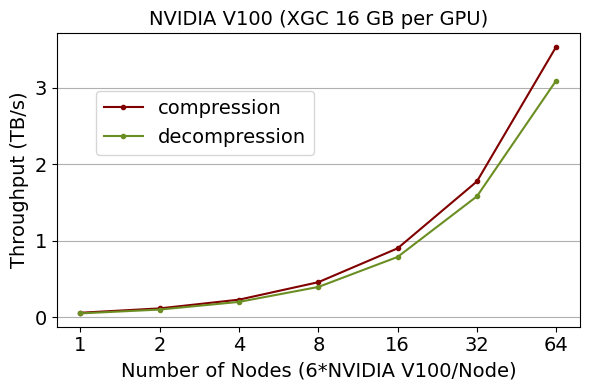 NVIDIA V100 (XGC 16 GB per GPU)
Throughput (TB/s)
3
2
1
0
compression
decompression
1 2 4 8 16 32 64
Number of Nodes (6*NVIDIA V100/Node)